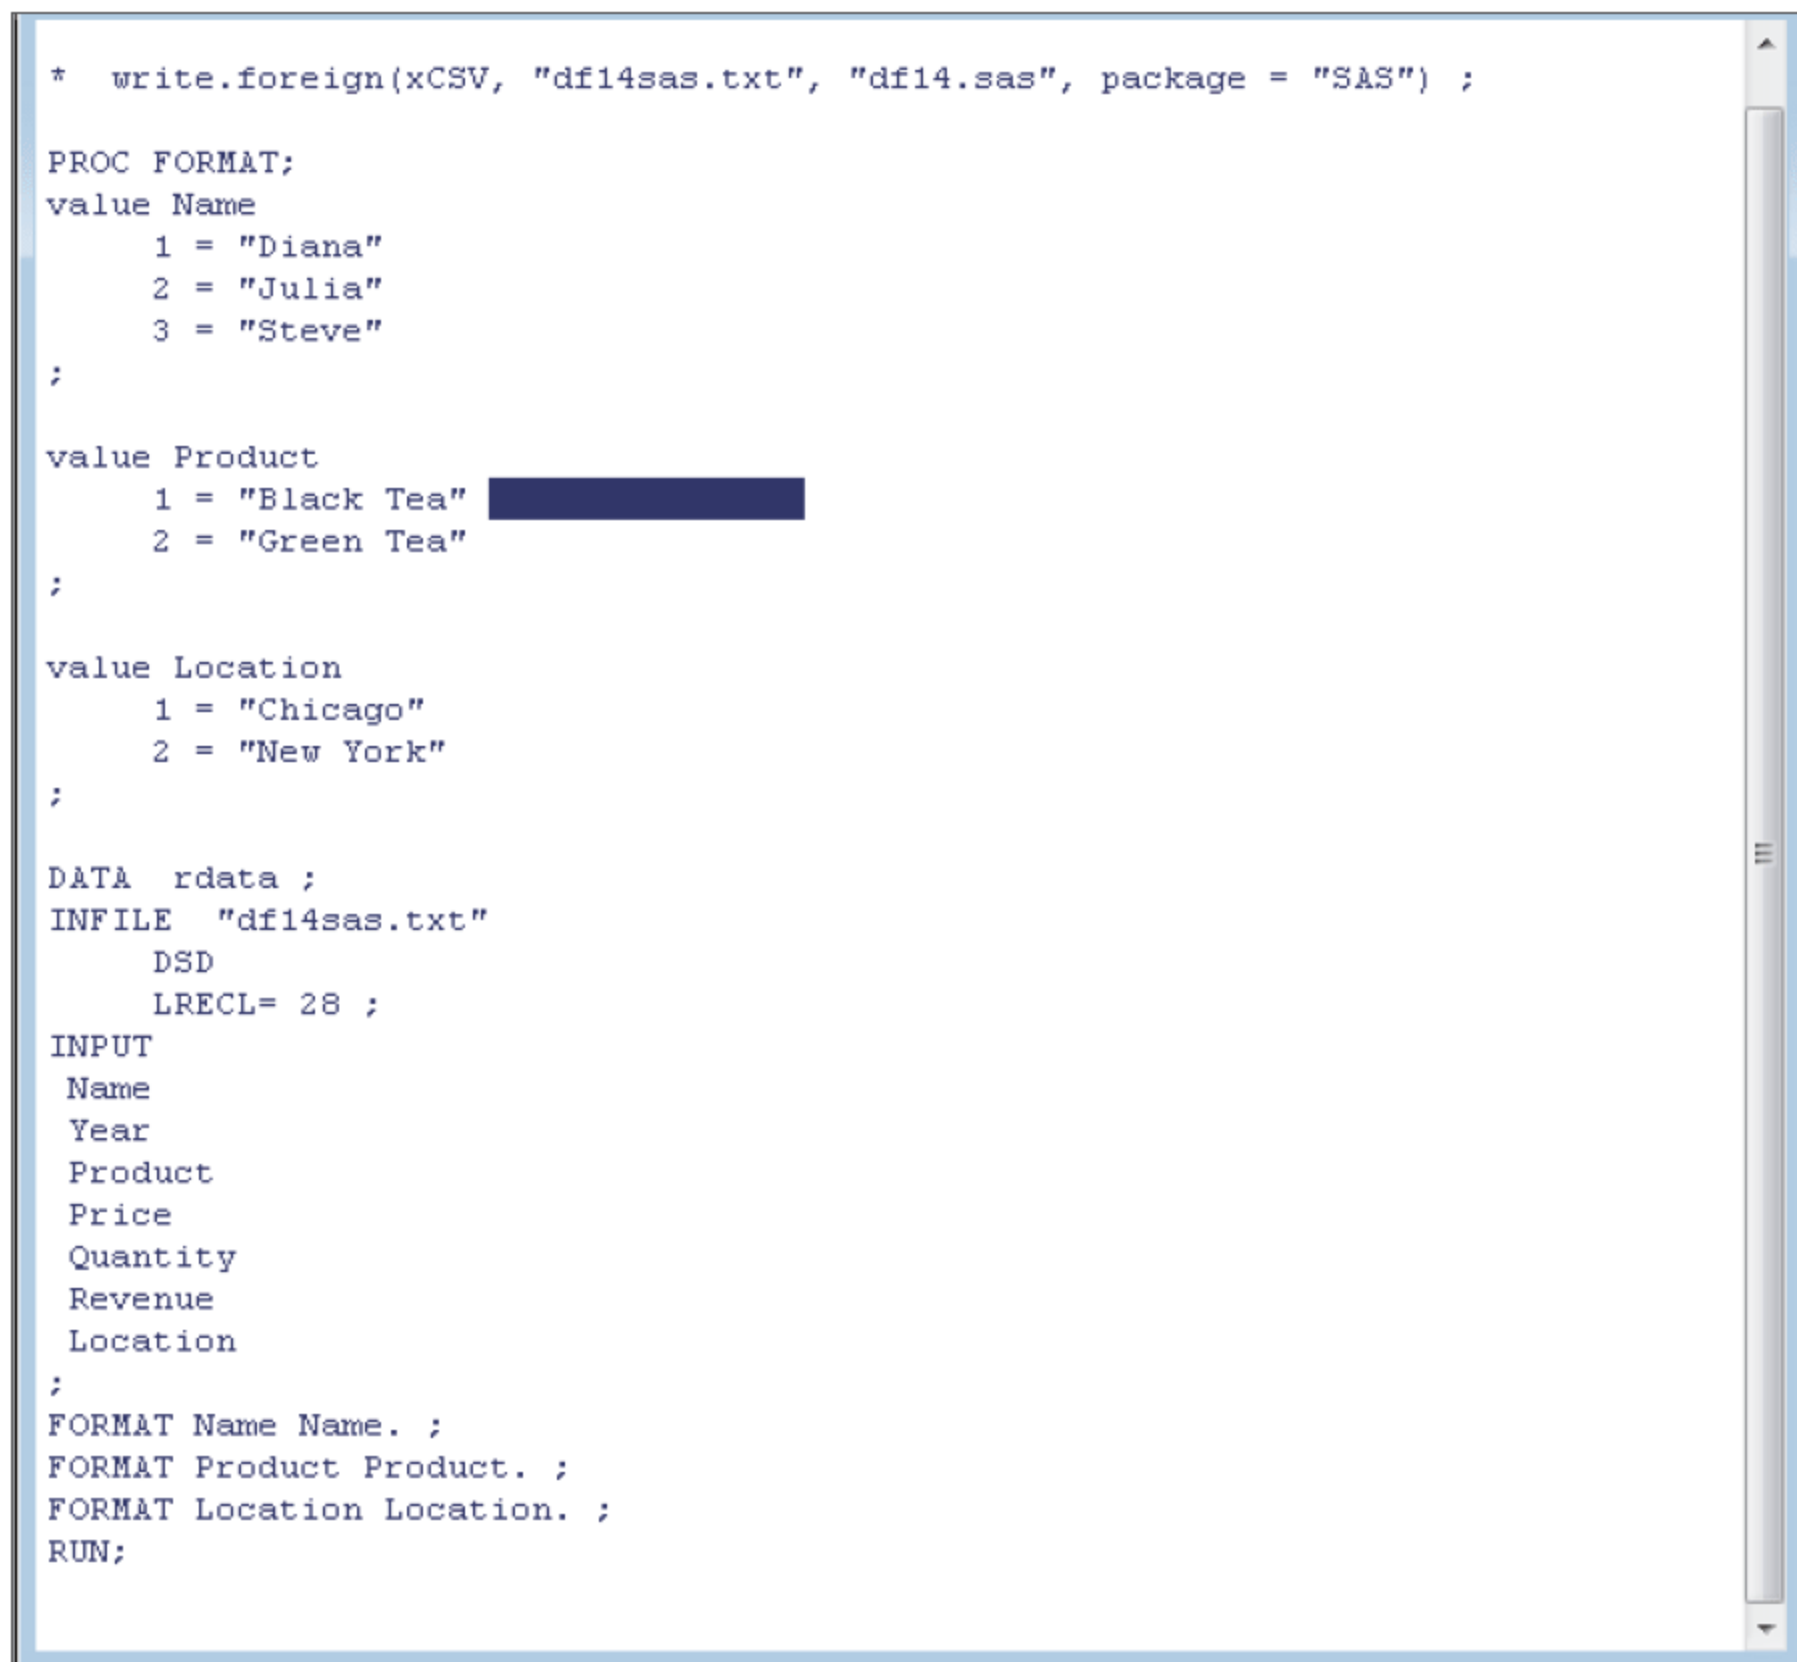 *  write.foreign(xCSV, "df14sas.txt", "df14.sas", package = "SAS") ;
PROC FORMAT;
value Name
     1 = "Diana"
     2 = "Julia"
     3 = "Steve"
;
value Product
     1 = "Black Tea"
     2 = "Green Tea"
;
value Location
     1 = "Chicago"
     2 = "New York"
;
DATA  rdata ;
INFILE  "df14sas.txt"
     DSD
     LRECL= 28 ;
INPUT
 Name
 Year
 Product
 Price
 Quantity
 Revenue
 Location
;
FORMAT Name Name. ;
FORMAT Product Product. ;
FORMAT Location Location. ;
RUN;